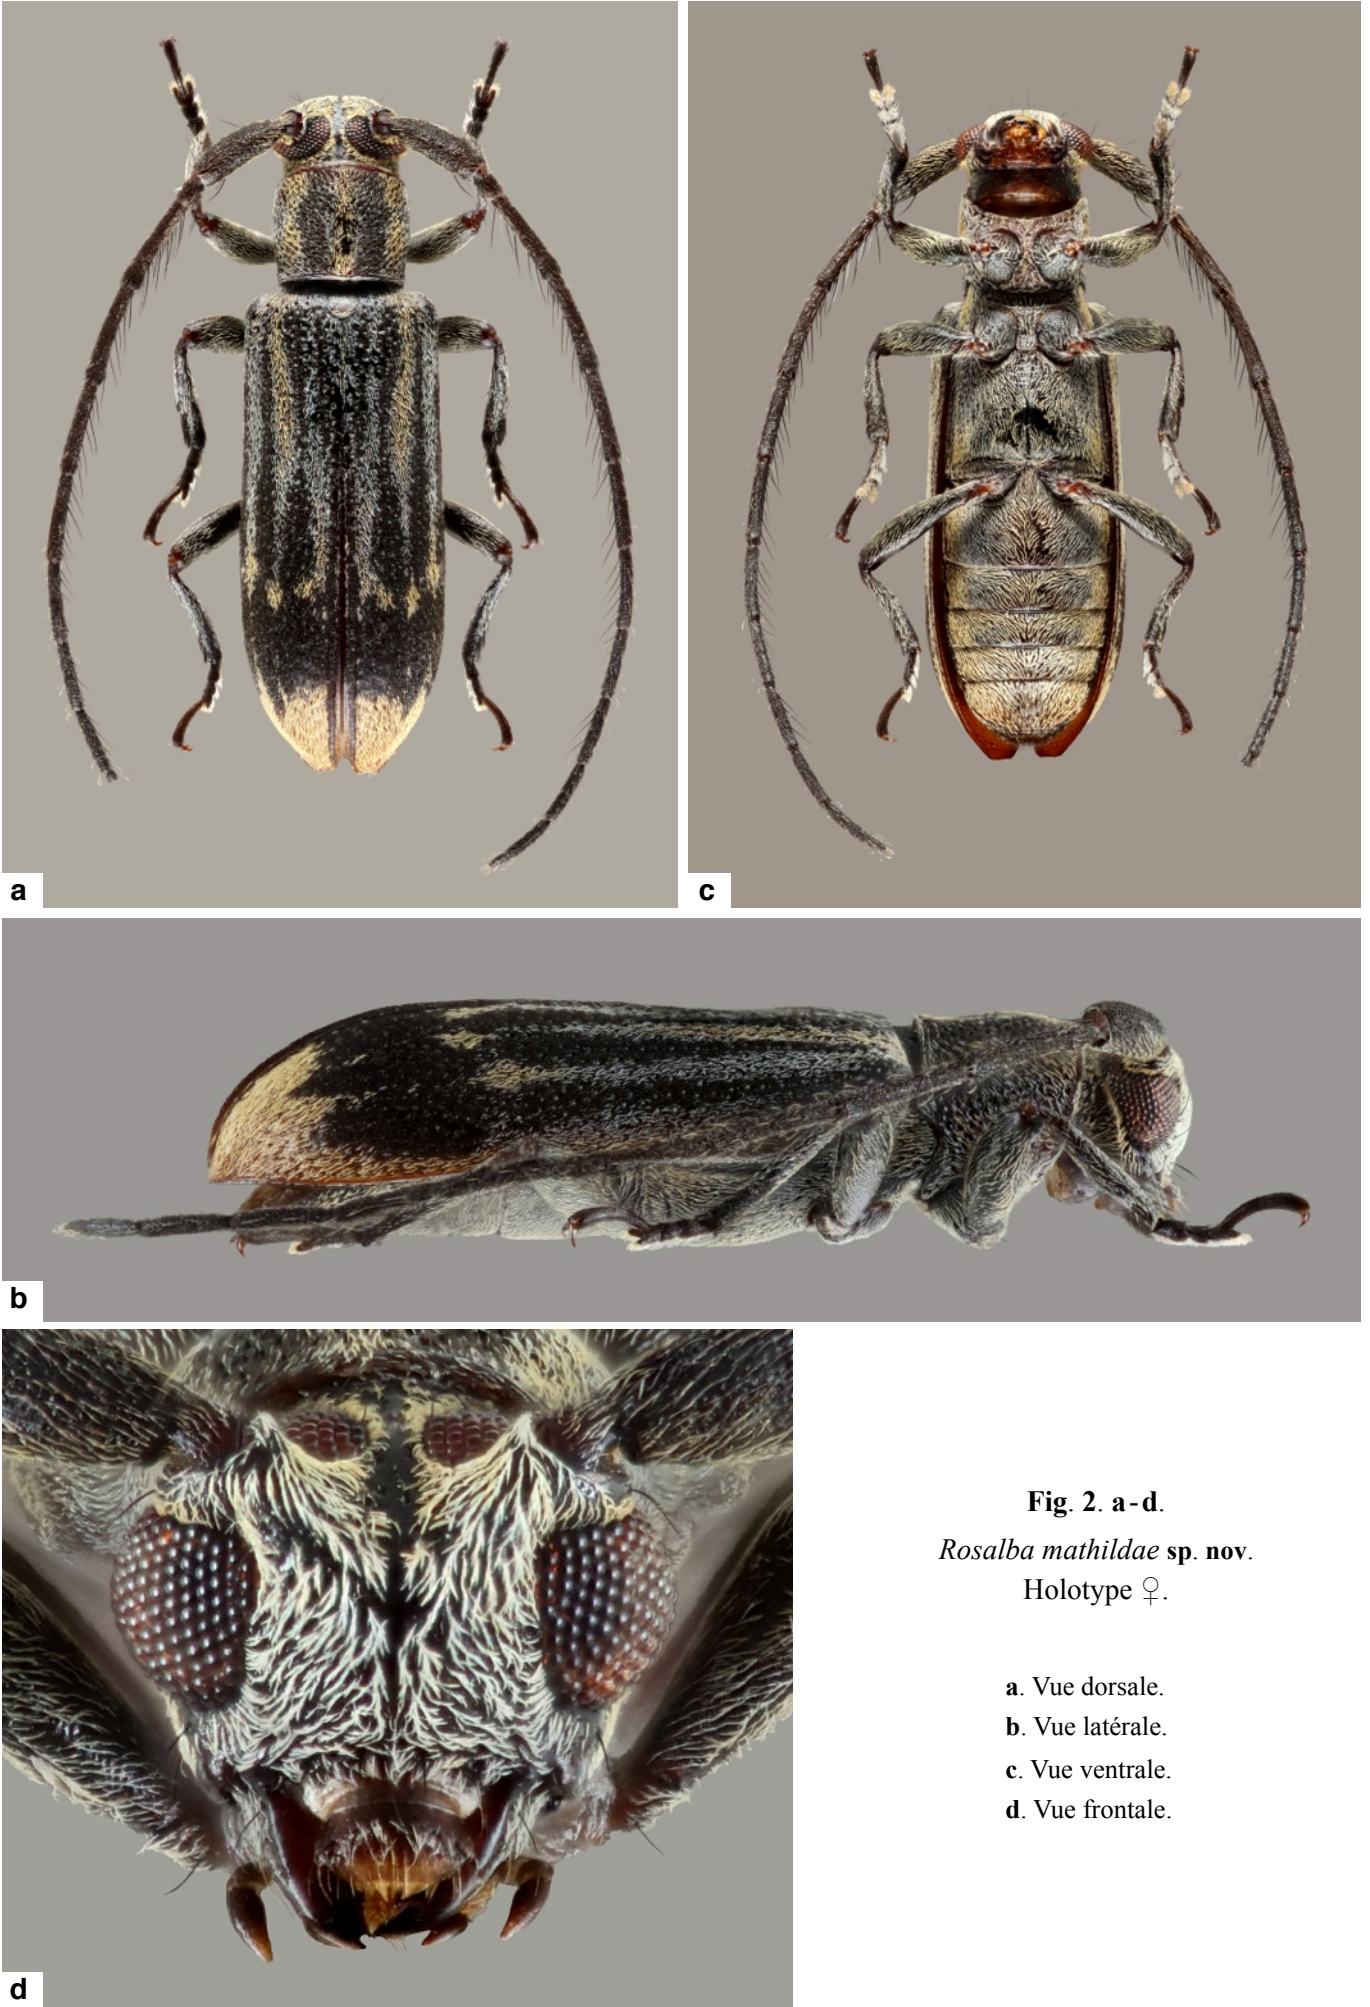 a
c
b
d
Fig. 2. a-d.
Rosalba mathildae sp. nov.
Holotype ♀.
a. Vue dorsale.
b. Vue latérale.
c. Vue ventrale.
d. Vue frontale.